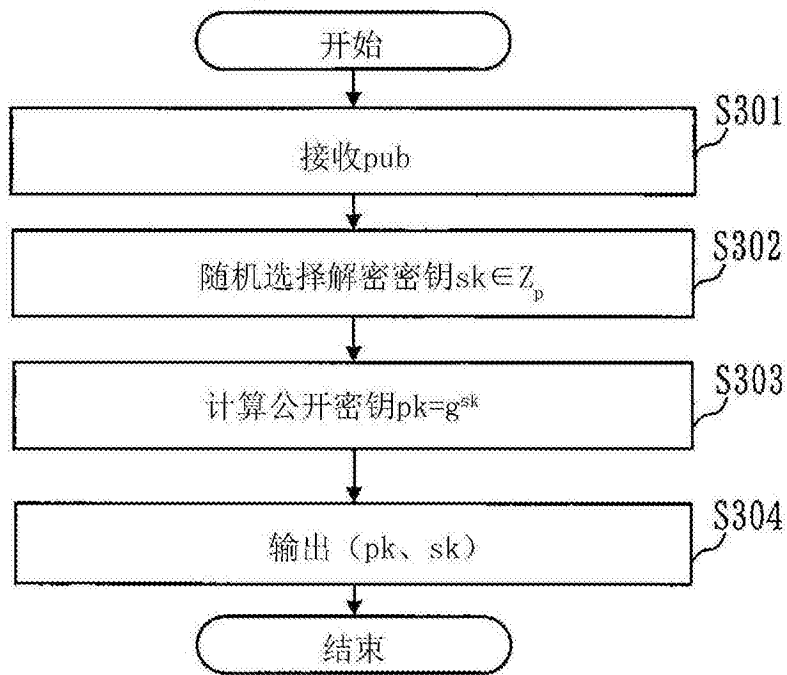 开始
S301
接收pub
S302
随机选择解密密钥sk∈Zₚ
S303
计算公开密钥pk=gˢᵏ
S304
输出（pk、sk）
结束